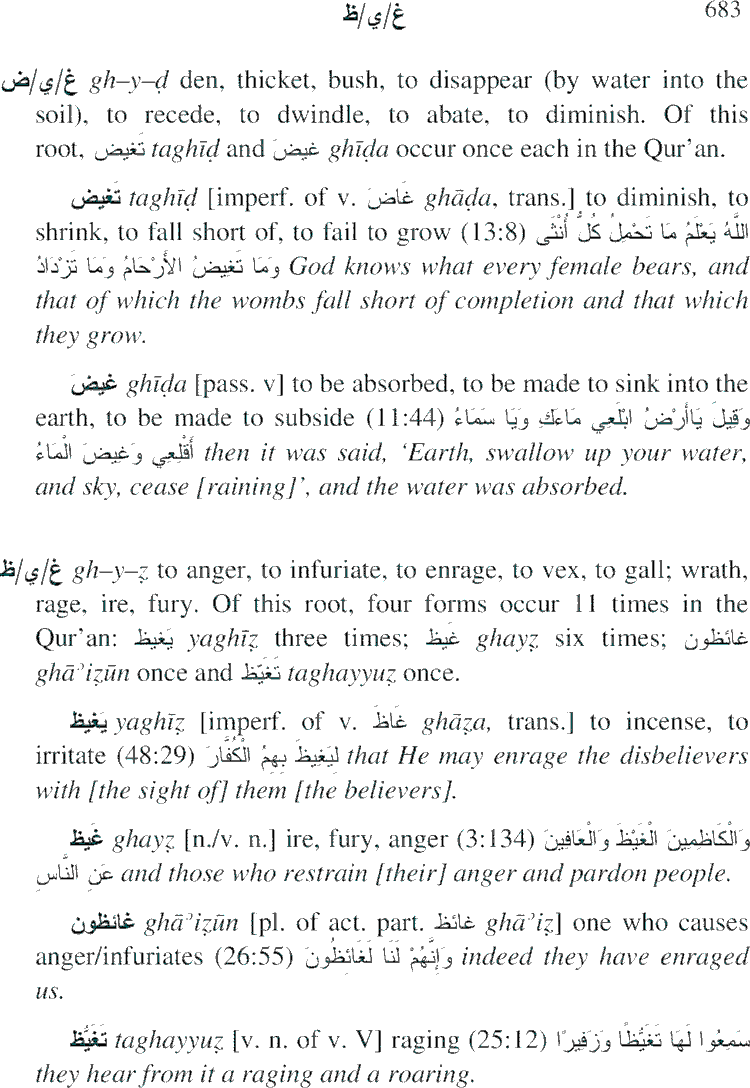 غ/ي/ظ 683
غ/ي/ض gh–y–ḍ den, thicket, bush, to disappear (by water into the
soil), to recede, to dwindle, to abate, to diminish. Of this
root, تَغيض taghīḍ and غيضَ ghīḍa occur once each in the Qur’an.
تَغيض taghīḍ [imperf. of v. غَاضَ ghāḍa, trans.] to diminish, to
shrink, to fall short of, to fail to grow (13:8) اللَّهُ يَعْلَمُ مَا تَحْمِلُ كُلُّ أُنْثَى
وَمَا تَغِيضُ الأَرْحَامُ وَمَا تَزْدَادُ God knows what every female bears, and
that of which the wombs fall short of completion and that which
they grow.
غيضَ ghīḍa [pass. v] to be absorbed, to be made to sink into the
earth, to be made to subside (11:44) وَقِيلَ يَاأَرْضُ ابْلَعِي مَاءَكِ وَيَا سَمَاءُ
أَقْلِعِي وَغِيضَ الْمَاءُ then it was said, ‘Earth, swallow up your water,
and sky, cease [raining]’, and the water was absorbed.
غ/ي/ظ gh–y–ẓ to anger, to infuriate, to enrage, to vex, to gall; wrath,
rage, ire, fury. Of this root, four forms occur 11 times in the
Qur’an: يَغيظ yaghīẓ three times; غَيظ ghayẓ six times; غائظون
ghāʾiẓūn once and تَغَيّظ taghayyuẓ once.
يَغيظ yaghīẓ [imperf. of v. غَاظَ ghāẓa, trans.] to incense, to
irritate (48:29) لِيَغِيظَ بِهِمُ الْكُفَّارَ that He may enrage the disbelievers
with [the sight of] them [the believers].
غَيظ ghayẓ [n./v. n.] ire, fury, anger (3:134) وَالْكَاظِمِينَ الْغَيْظَ وَالْعَافِينَ
عَنِ النَّاسِ and those who restrain [their] anger and pardon people.
غائظون ghāʾiẓūn [pl. of act. part. غائظ ghāʾiẓ] one who causes
anger/infuriates (26:55) وَإِنَّهُمْ لَنَا لَغَائِظُونَ indeed they have enraged
us.
تَغَيُّظ taghayyuẓ [v. n. of v. V] raging (25:12) سَمِعُوا لَهَا تَغَيُّظًا وَزَفِيرًا
they hear from it a raging and a roaring.